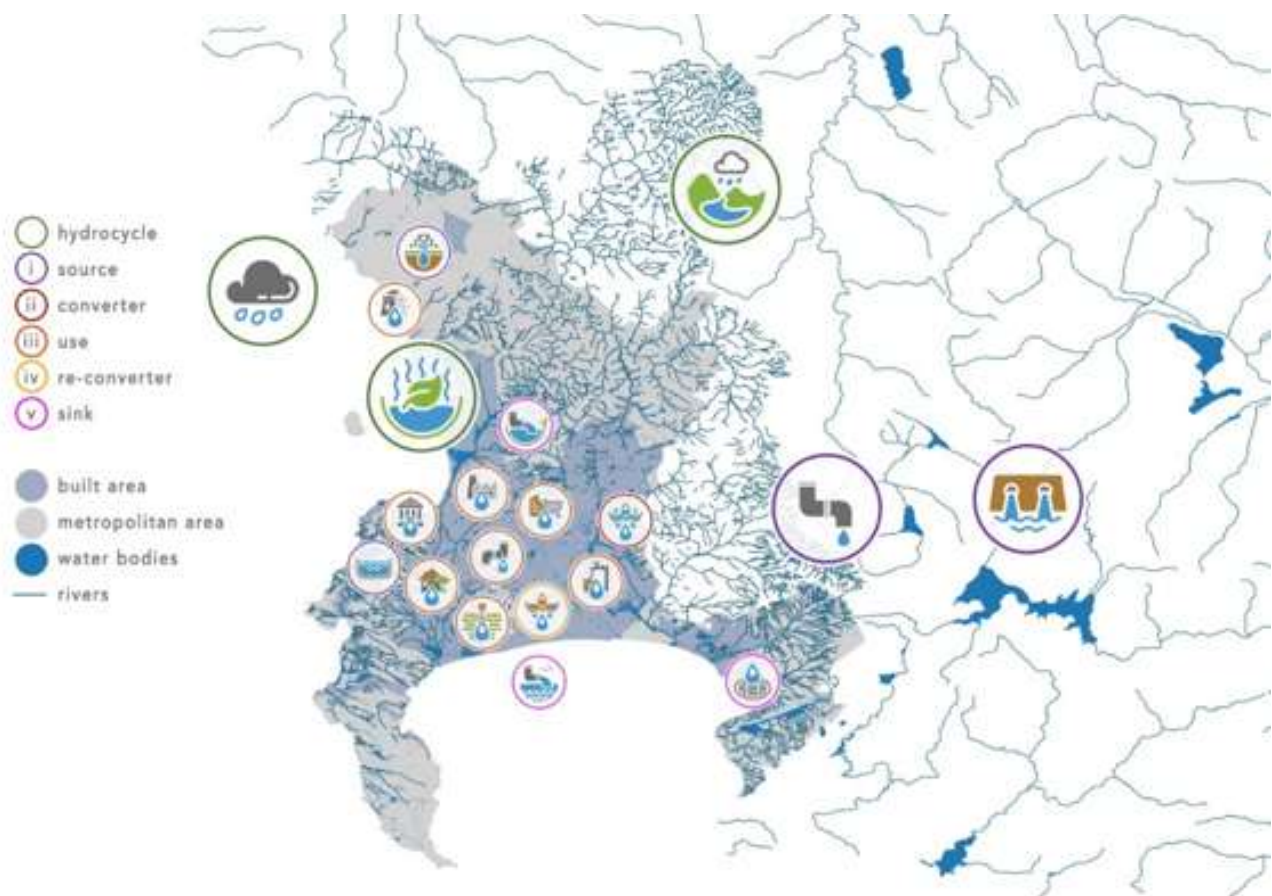 hydrocycle
i source
ii converter
iii use
iv re-converter
v sink
built area
metropolitan area
water bodies
rivers